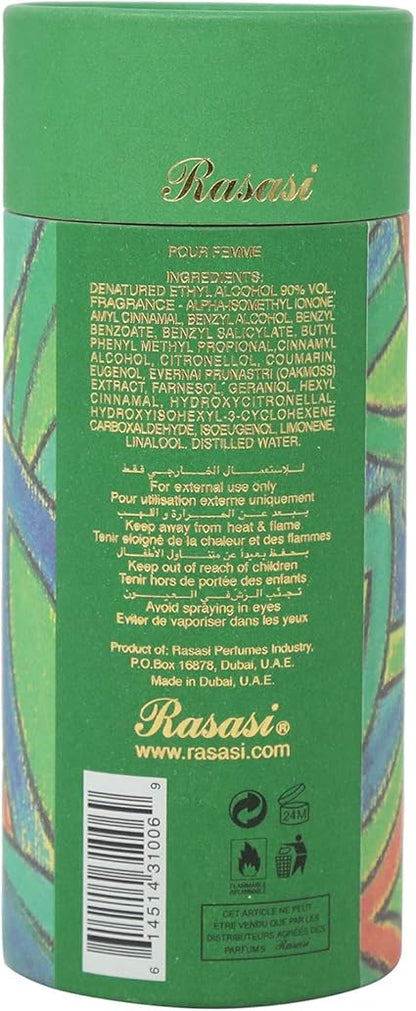 Rasasi
POUR FEMME
INGREDIENTS:
DENATURED ETHYL ALCOHOL 90% VOL.,
FRAGRANCE - ALPHA-ISOMETHYL IONONE,
AMYL CINNAMAL, BENZYL ALCOHOL, BENZYL
BENZOATE, BENZYL SALICYLATE, BUTYL
PHENYL METHYL PROPIONAL,CINNAMYL
ALCOHOL, CITRONELLOL, COUMARIN,
EUGENOL, EVERNAI PRUNASTRI (OAKMOSS)
EXTRACT, FARNESOL, GERANIOL, HEXYL
CINNAMAL, HYDROXYCITRONELLAL,
HYDROXYISOHEXYL-3-CYCLOHEXENE
CARBOXALDEHYDE, ISOEUGENOL, LIMONENE,
LINALOOL, DISTILLED WATER.
للإستعمال الخارجي فقط
For external use only
Pour utilisation externe uniquement
يبعد عن الحرارة و اللهب
Keep away from heat & flame
Tenir eloigné de la chaleur et des flammes
يحفظ بعيداً عن متناول الأطفال
Keep out of reach of children
Tenir hors de portée des enfants
تجنب الرش في العيون
Avoid spraying in eyes
Eviter de vaporiser dans les yeux
Product of: Rasasi Perfumes Industry,
P.O.Box 16878, Dubai, U.A.E.
Made in Dubai, U.A.E.
Rasasi®
www.rasasi.com
6 14514 31006 9
24M
FLAMMABLE
INFLAMMABLE
CET ARTICLE NE PEUT
ETRE VENDU QUE PAR LES
DISTRIBUTEURS AGRÉES DES
PARFUMS Rasasi